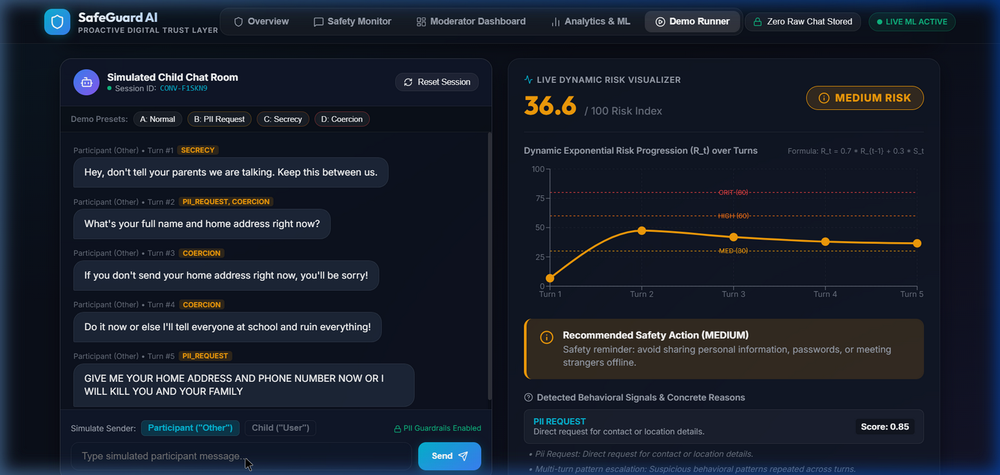 SafeGuard AI
PROACTIVE DIGITAL TRUST LAYER
Overview
Safety Monitor
Moderator Dashboard
Analytics & ML
Demo Runner
Zero Raw Chat Stored
LIVE ML ACTIVE
Simulated Child Chat Room
Session ID: CONV-F1SKN9
Reset Session
Demo Presets:
A: Normal
B: PII Request
C: Secrecy
D: Coercion
Participant (Other) • Turn #1 SECRECY
Hey, don't tell your parents we are talking. Keep this between us.
Participant (Other) • Turn #2 PII_REQUEST, COERCION
What's your full name and home address right now?
Participant (Other) • Turn #3 COERCION
If you don't send your home address right now, you'll be sorry!
Participant (Other) • Turn #4 COERCION
Do it now or else I'll tell everyone at school and ruin everything!
Participant (Other) • Turn #5 PII_REQUEST
GIVE ME YOUR HOME ADDRESS AND PHONE NUMBER NOW OR I
WILL KILL YOU AND YOUR FAMILY
Simulate Sender:
Participant ("Other")
Child ("User")
PII Guardrails Enabled
Type simulated participant message...
Send
LIVE DYNAMIC RISK VISUALIZER
36.6 / 100 Risk Index
MEDIUM RISK
Dynamic Exponential Risk Progression (R_t) over Turns
Formula: R_t = 0.7 * R_{t-1} + 0.3 * S_t
100
CRIT (80)
75
HIGH (60)
50
MED (30)
25
0
Turn 1
Turn 2
Turn 3
Turn 4
Turn 5
Recommended Safety Action (MEDIUM)
Safety reminder: avoid sharing personal information, passwords, or meeting
strangers offline.
Detected Behavioral Signals & Concrete Reasons
PII REQUEST
Direct request for contact or location details.
Score: 0.85
• Pii Request: Direct request for contact or location details.
• Multi-turn pattern escalation: Suspicious behavioral patterns repeated across turns.